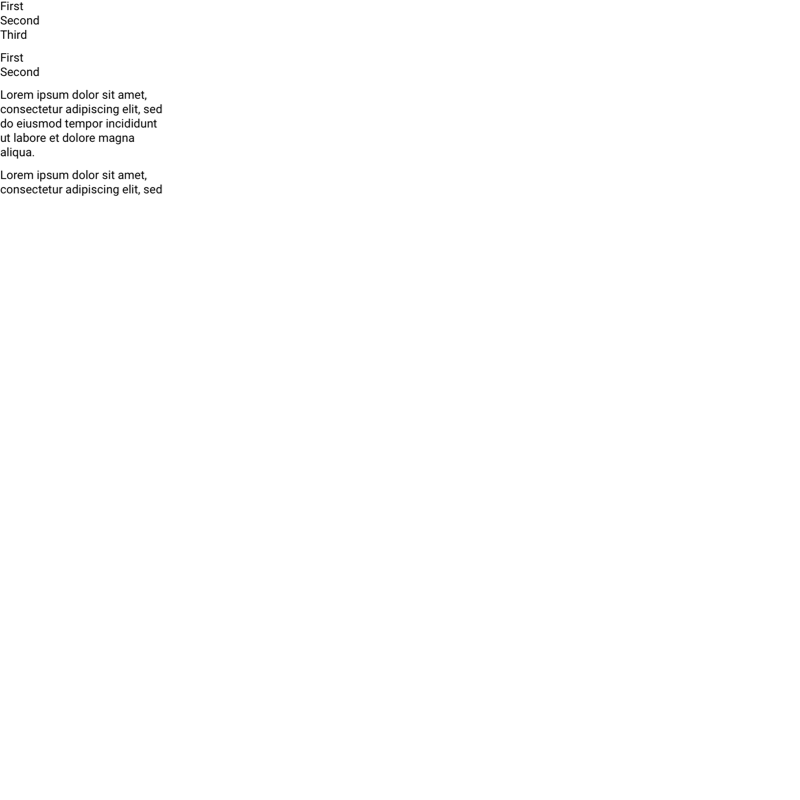 First
Second
Third
First
Second
Lorem ipsum dolor sit amet,
consectetur adipiscing elit, sed
do eiusmod tempor incididunt
ut labore et dolore magna
aliqua.
Lorem ipsum dolor sit amet,
consectetur adipiscing elit, sed